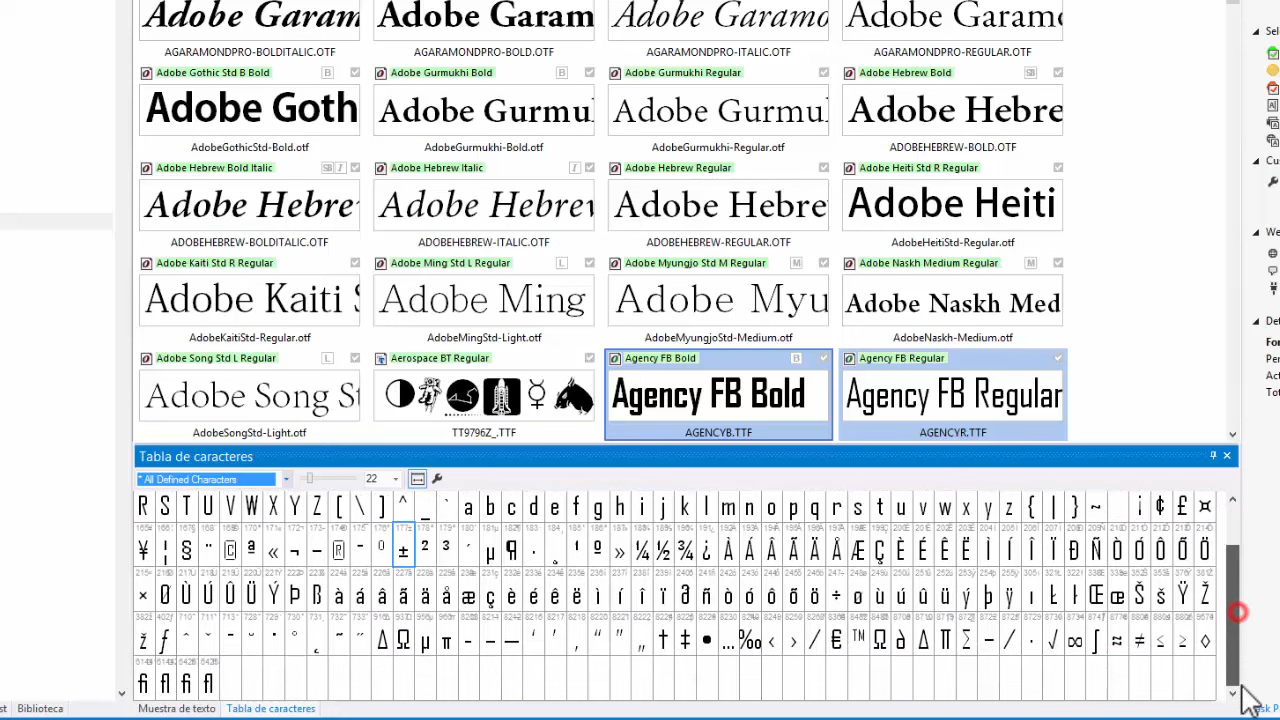 Adobe Garam
Adobe Garam
Adobe Garamo
Adobe Garamo
AGARAMONDPRO-BOLDITALIC.OTF
AGARAMONDPRO-BOLD.OTF
AGARAMONDPRO-ITALIC.OTF
AGARAMONDPRO-REGULAR.OTF
Adobe Gothic Std B Bold B
Adobe Gurmukhi Bold B
Adobe Gurmukhi Regular
Adobe Hebrew Bold SB
Adobe Goth
Adobe Gurmu
Adobe Gurmu
Adobe Hebre
AdobeGothicStd-Bold.otf
AdobeGurmukhi-Bold.otf
AdobeGurmukhi-Regular.otf
ADOBEHEBREW-BOLD.OTF
Adobe Hebrew Bold Italic SB I
Adobe Hebrew Italic I
Adobe Hebrew Regular
Adobe Heiti Std R Regular
Adobe Hebre
Adobe Hebrew
Adobe Hebre
Adobe Heiti
ADOBEHEBREW-BOLDITALIC.OTF
ADOBEHEBREW-ITALIC.OTF
ADOBEHEBREW-REGULAR.OTF
AdobeHeitiStd-Regular.otf
Adobe Kaiti Std R Regular
Adobe Ming Std L Regular L
Adobe Myungjo Std M Regular M
Adobe Naskh Medium Regular M
Adobe Kaiti S
Adobe Ming
Adobe Myu
Adobe Naskh Med
AdobeKaitiStd-Regular.otf
AdobeMingStd-Light.otf
AdobeMyungjoStd-Medium.otf
AdobeNaskh-Medium.otf
Adobe Song Std L Regular L
Aerospace BT Regular
Agency FB Bold B
Agency FB Regular
Adobe Song St
Agency FB Bold
Agency FB Regular
AdobeSongStd-Light.otf
TT9796Z_.TTF
AGENCYB.TTF
AGENCYR.TTF
Tabla de caracteres
* All Defined Characters
22
R S T U V W X Y Z [ \ ] ^ _ ` a b c d e f g h i j k l m n o p q r s t u v w x y z { | } ~ ¡ ¢ £ ¤
¥ ¦ § ¨ © ª « ¬ - ® ¯ ° ± ² ³ ´ µ ¶ · ¸ ¹ º » ¼ ½ ¾ ¿ À Á Â Ã Ä Å Æ Ç È É Ê Ë Ì Í Î Ï Ð Ñ Ò Ó Ô Õ Ö
× Ø Ù Ú Û Ü Ý Þ ß à á â ã ä å æ ç è é ê ë ì í î ï ð ñ ò ó ô õ ö ÷ ø ù ú û ü ý þ ÿ ı Ł ł Œ œ Š š Ÿ Ž
ž ƒ ˆ ˇ ˉ ˘ ˙ ˚ ˛ ˜ ˝ Δ Ω μ π – — ‘ ’ ‚ “ ” „ † ‡ • … ‰ ‹ › ⁄ € ™ Ω ∂ ∆ ∏ ∑ − ∕ ∙ √ ∞ ∫ ≈ ≠ ≤ ≥ ◊
ﬁ ﬂ ﬁ ﬂ
Biblioteca
Muestra de texto
Tabla de caracteres